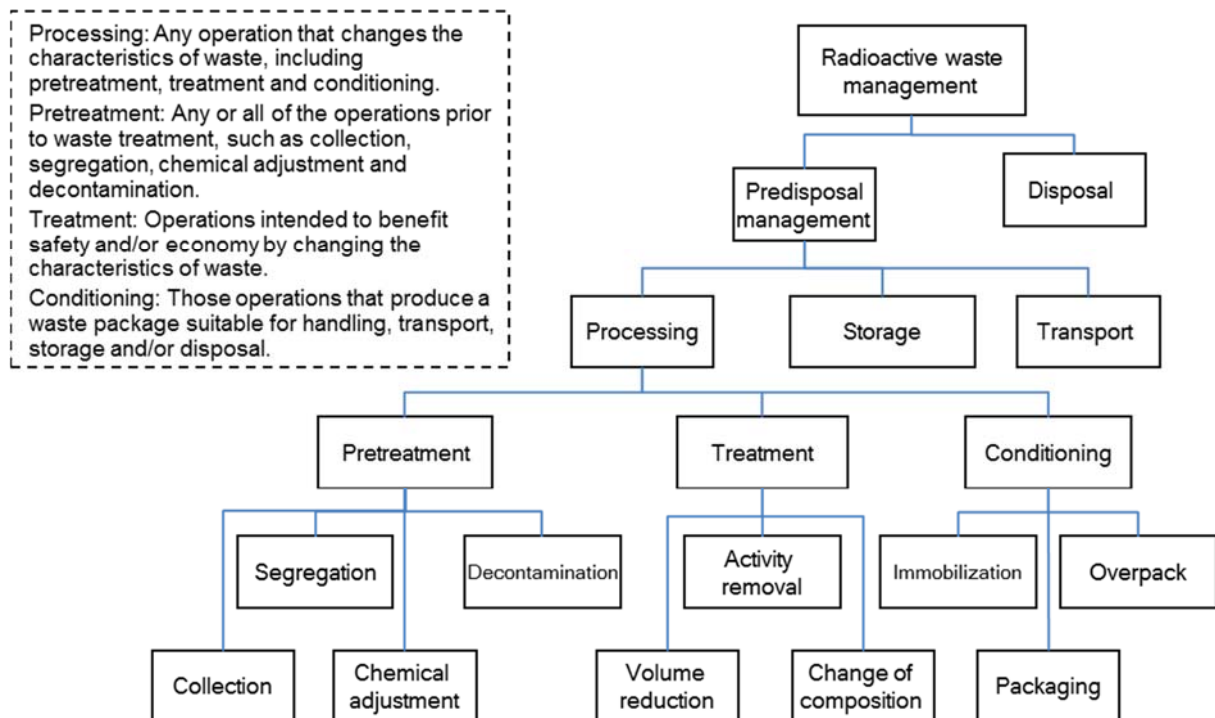 Processing: Any operation that changes the
characteristics of waste, including
pretreatment, treatment and conditioning.
Pretreatment: Any or all of the operations prior
to waste treatment, such as collection,
segregation, chemical adjustment and
decontamination.
Treatment: Operations intended to benefit
safety and/or economy by changing the
characteristics of waste.
Conditioning: Those operations that produce a
waste package suitable for handling, transport,
storage and/or disposal.
Radioactive waste
management
Predisposal
management
Disposal
Processing
Storage
Transport
Pretreatment
Treatment
Conditioning
Segregation
Decontamination
Activity
removal
Immobilization
Overpack
Collection
Chemical
adjustment
Volume
reduction
Change of
composition
Packaging